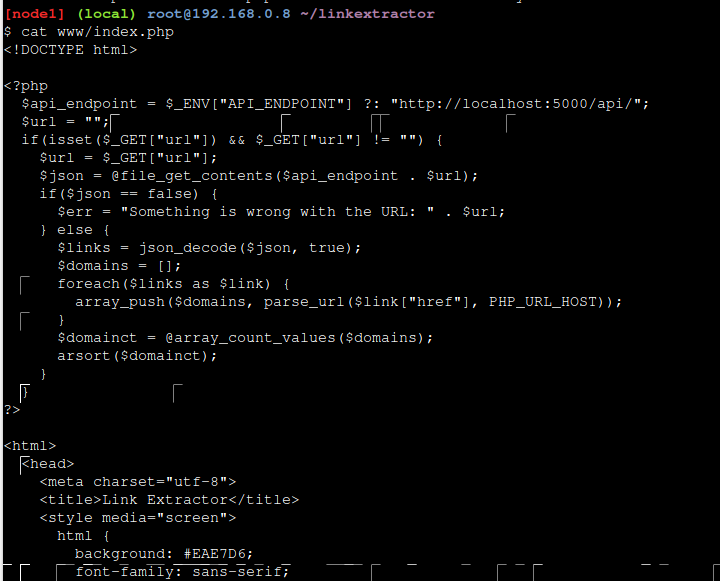 [node1] (local) root@192.168.0.8 ~/linkextractor
$ cat www/index.php
<!DOCTYPE html>

<?php
  $api_endpoint = $_ENV["API_ENDPOINT"] ?: "http://localhost:5000/api/";
  $url = "";
  if(isset($_GET["url"]) && $_GET["url"] != "") {
    $url = $_GET["url"];
    $json = @file_get_contents($api_endpoint . $url);
    if($json == false) {
      $err = "Something is wrong with the URL: " . $url;
    } else {
      $links = json_decode($json, true);
      $domains = [];
      foreach($links as $link) {
        array_push($domains, parse_url($link["href"], PHP_URL_HOST));
      }
      $domainct = @array_count_values($domains);
      arsort($domainct);
    }
  }
?>

<html>
  <head>
    <meta charset="utf-8">
    <title>Link Extractor</title>
    <style media="screen">
      html {
        background: #EAE7D6;
        font-family: sans-serif;